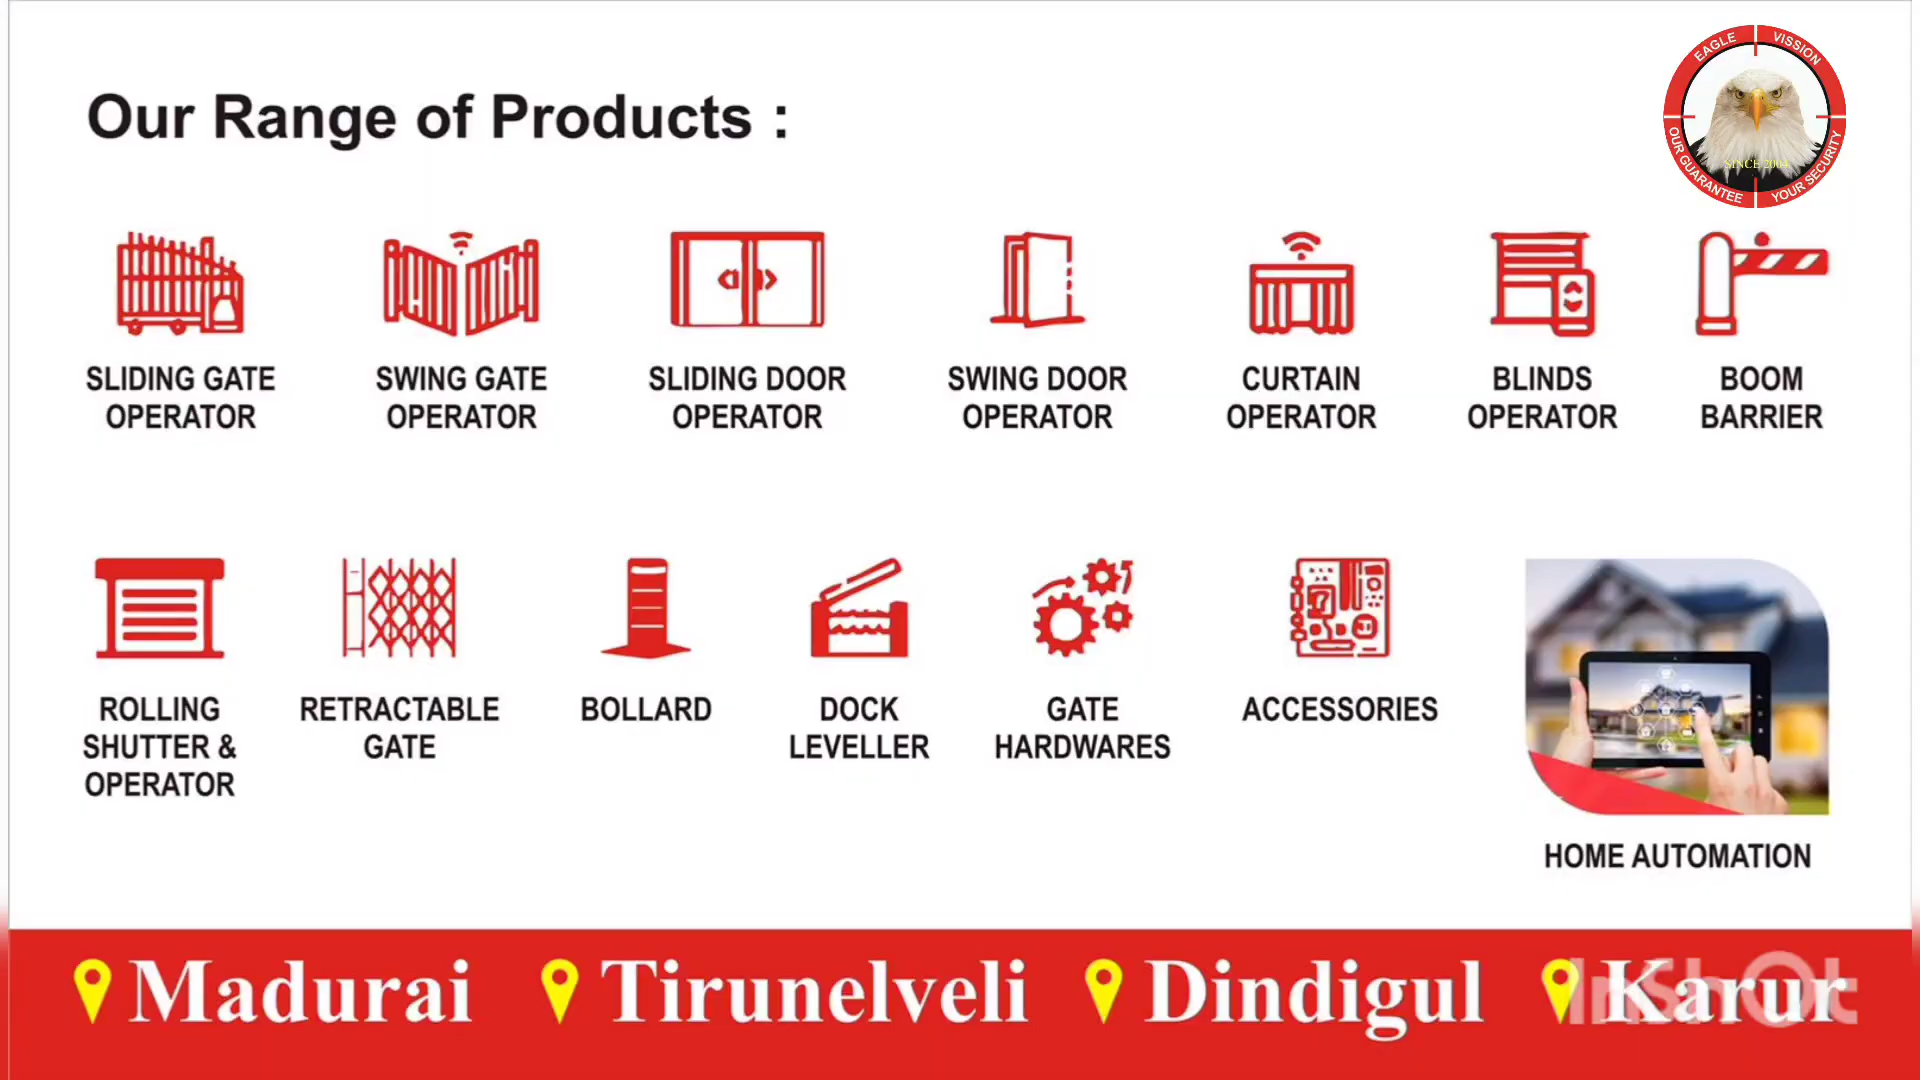 Our Range of Products :
EAGLE VISSION
SINCE 2004
OUR GUARANTEE YOUR SECURITY
SLIDING GATE
OPERATOR
SWING GATE
OPERATOR
SLIDING DOOR
OPERATOR
SWING DOOR
OPERATOR
CURTAIN
OPERATOR
BLINDS
OPERATOR
BOOM
BARRIER
ROLLING
SHUTTER &
OPERATOR
RETRACTABLE
GATE
BOLLARD
DOCK
LEVELLER
GATE
HARDWARES
ACCESSORIES
HOME AUTOMATION
Madurai Tirunelveli Dindigul Karur
InShOt